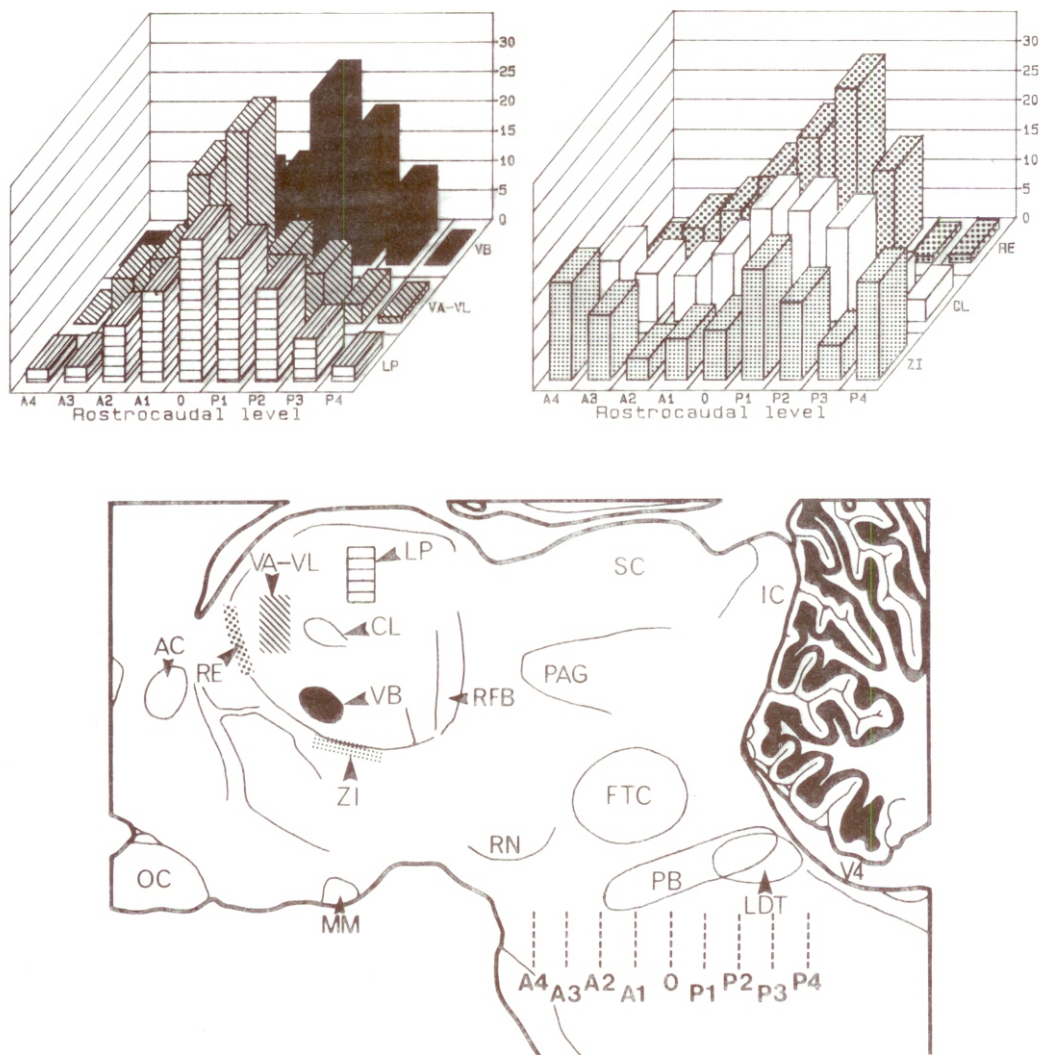 30
25
20
15
10
5
0
VB
VA-VL
LP
A4 A3 A2 A1 0 P1 P2 P3 P4
Rostrocaudal level
30
25
20
15
10
5
0
RE
CL
ZI
A4 A3 A2 A1 0 P1 P2 P3 P4
Rostrocaudal level
VA-VL
LP
SC
IC
CL
AC
RE
PAG
VB
RFB
ZI
FTC
RN
OC
PB
V4
MM
LDT
A4 A3 A2 A1 0 P1 P2 P3 P4